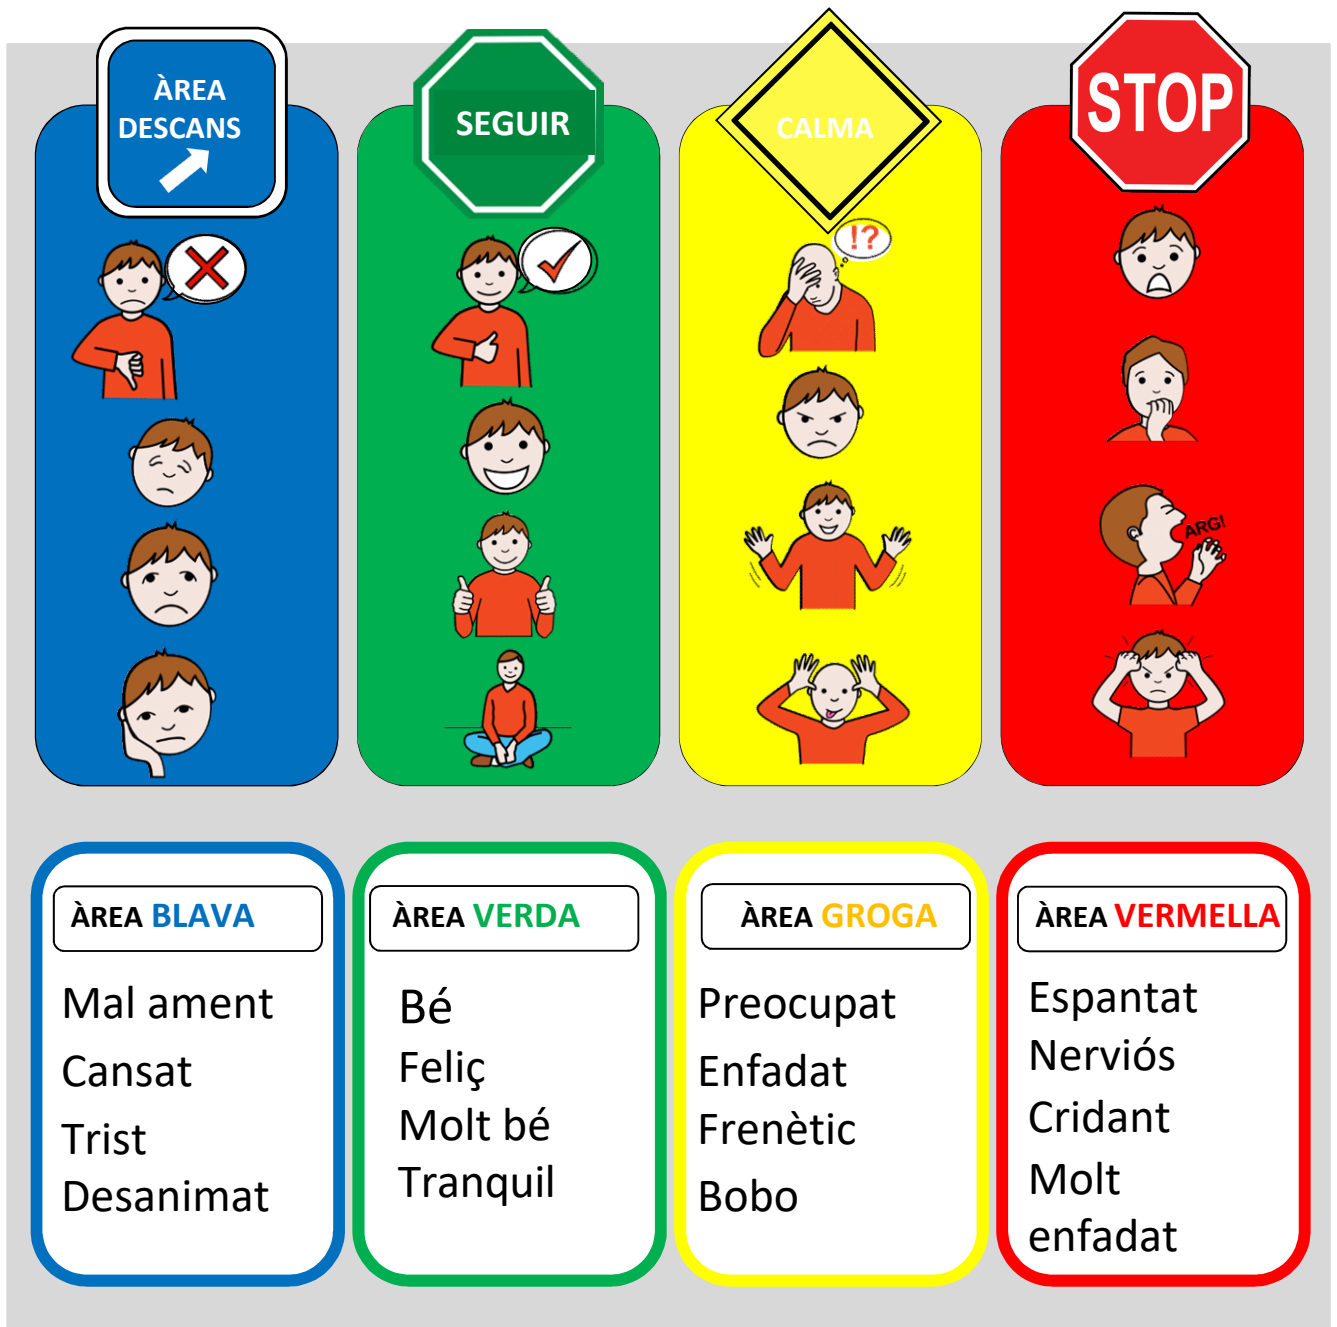 ÀREA
DESCANS
SEGUIR
CALMA
STOP
!?
ARG!
ÀREA BLAVA
Mal ament
Cansat
Trist
Desanimat
ÀREA VERDA
Bé
Feliç
Molt bé
Tranquil
ÀREA GROGA
Preocupat
Enfadat
Frenètic
Bobo
ÀREA VERMELLA
Espantat
Nerviós
Cridant
Molt
enfadat